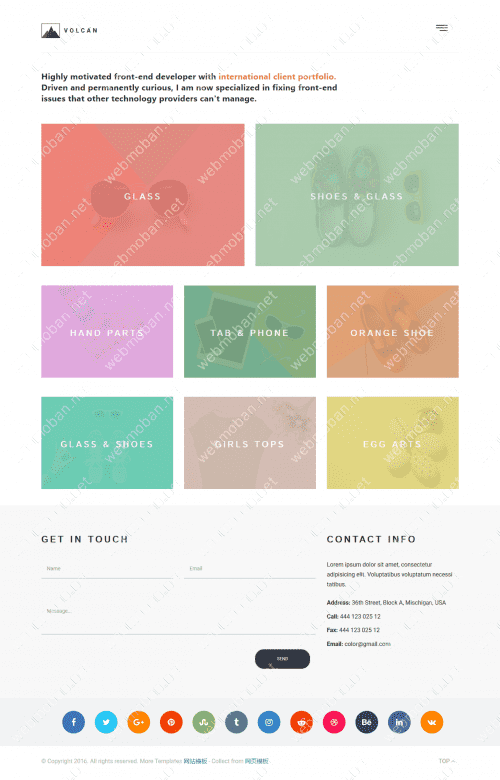 VOLCAN
Highly motivated front-end developer with international client portfolio.
Driven and permanently curious, I am now specialized in fixing front-end
issues that other technology providers can't manage.
GLASS
SHOES & GLASS
HAND PARTS
TAB & PHONE
ORANGE SHOE
GLASS & SHOES
GIRLS TOPS
EGG ARTS
webmoban.net
GET IN TOUCH
Name
Email
Message...
SEND
CONTACT INFO
Lorem ipsum dolor sit amet, consectetur
adipisicing elit. Voluptatibus voluptatum necessi
tatibus.
Address: 36th Street, Block A, Mischigan, USA
Call: 444 123 025 12
Fax: 444 123 025 12
Email: color@gmail.com
Copyright 2016. All rights reserved. More Templates 网站模板 - Collect from 网页模板
TOP